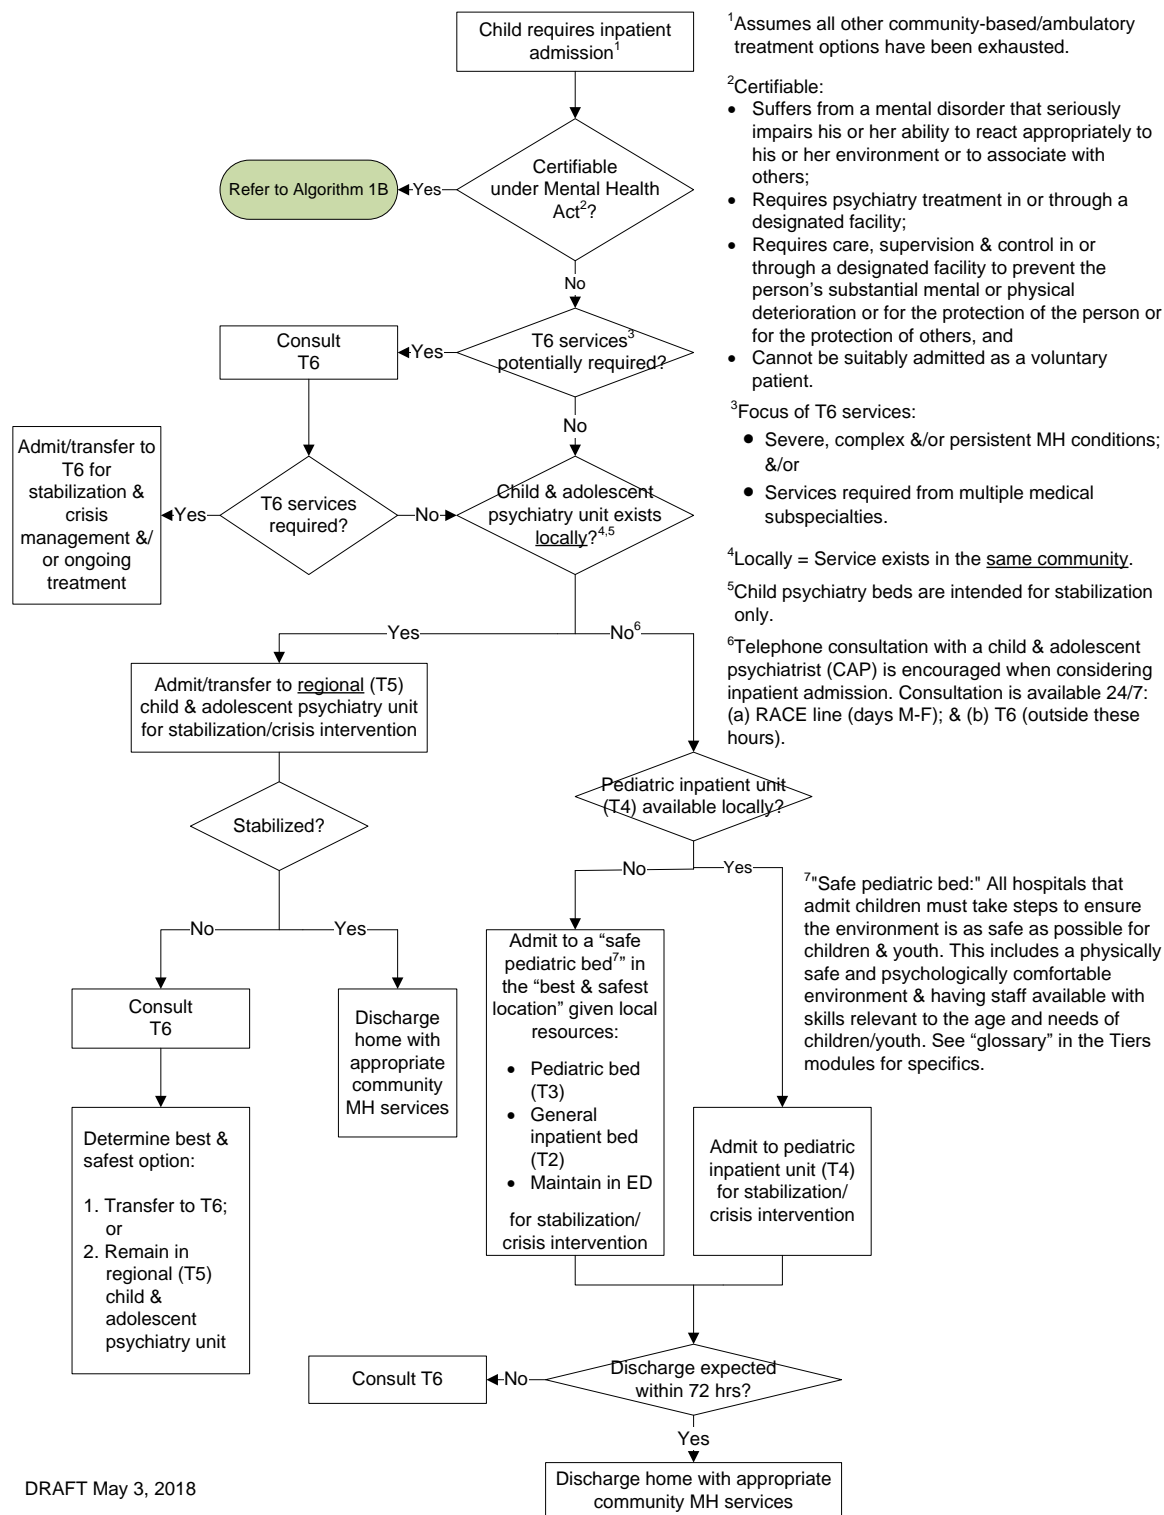 Child requires inpatient
admission1
1Assumes all other community-based/ambulatory
treatment options have been exhausted.
2Certifiable:
• Suffers from a mental disorder that seriously
impairs his or her ability to react appropriately to
his or her environment or to associate with
others;
• Requires psychiatry treatment in or through a
designated facility;
• Requires care, supervision & control in or
through a designated facility to prevent the
person's substantial mental or physical
deterioration or for the protection of the person or
for the protection of others, and
• Cannot be suitably admitted as a voluntary
patient.
3Focus of T6 services:
• Severe, complex &/or persistent MH conditions;
&/or
• Services required from multiple medical
subspecialties.
4Locally = Service exists in the same community.
5Child psychiatry beds are intended for stabilization
only.
6Telephone consultation with a child & adolescent
psychiatrist (CAP) is encouraged when considering
inpatient admission. Consultation is available 24/7:
(a) RACE line (days M-F); & (b) T6 (outside these
hours).
Certifiable
under Mental Health
Act2?
Yes
Refer to Algorithm 1B
No
T6 services3
potentially required?
Yes
Consult
T6
No
T6 services
required?
Yes
Admit/transfer to
T6 for
stabilization &
crisis
management &/
or ongoing
treatment
No
Child & adolescent
psychiatry unit exists
locally?4,5
Yes
No6
Admit/transfer to regional (T5)
child & adolescent psychiatry unit
for stabilization/crisis intervention
Stabilized?
No
Yes
Consult
T6
Discharge
home with
appropriate
community
MH services
Determine best &
safest option:
1. Transfer to T6;
or
2. Remain in
regional (T5)
child &
adolescent
psychiatry unit
Pediatric inpatient unit
(T4) available locally?
No
Yes
7"Safe pediatric bed:" All hospitals that
admit children must take steps to ensure
the environment is as safe as possible for
children & youth. This includes a physically
safe and psychologically comfortable
environment & having staff available with
skills relevant to the age and needs of
children/youth. See “glossary” in the Tiers
modules for specifics.
Admit to a “safe
pediatric bed7” in
the “best & safest
location” given local
resources:
• Pediatric bed
(T3)
• General
inpatient bed
(T2)
• Maintain in ED
for stabilization/
crisis intervention
Admit to pediatric
inpatient unit (T4)
for stabilization/
crisis intervention
Discharge expected
within 72 hrs?
No
Consult T6
Yes
Discharge home with appropriate
community MH services
DRAFT May 3, 2018